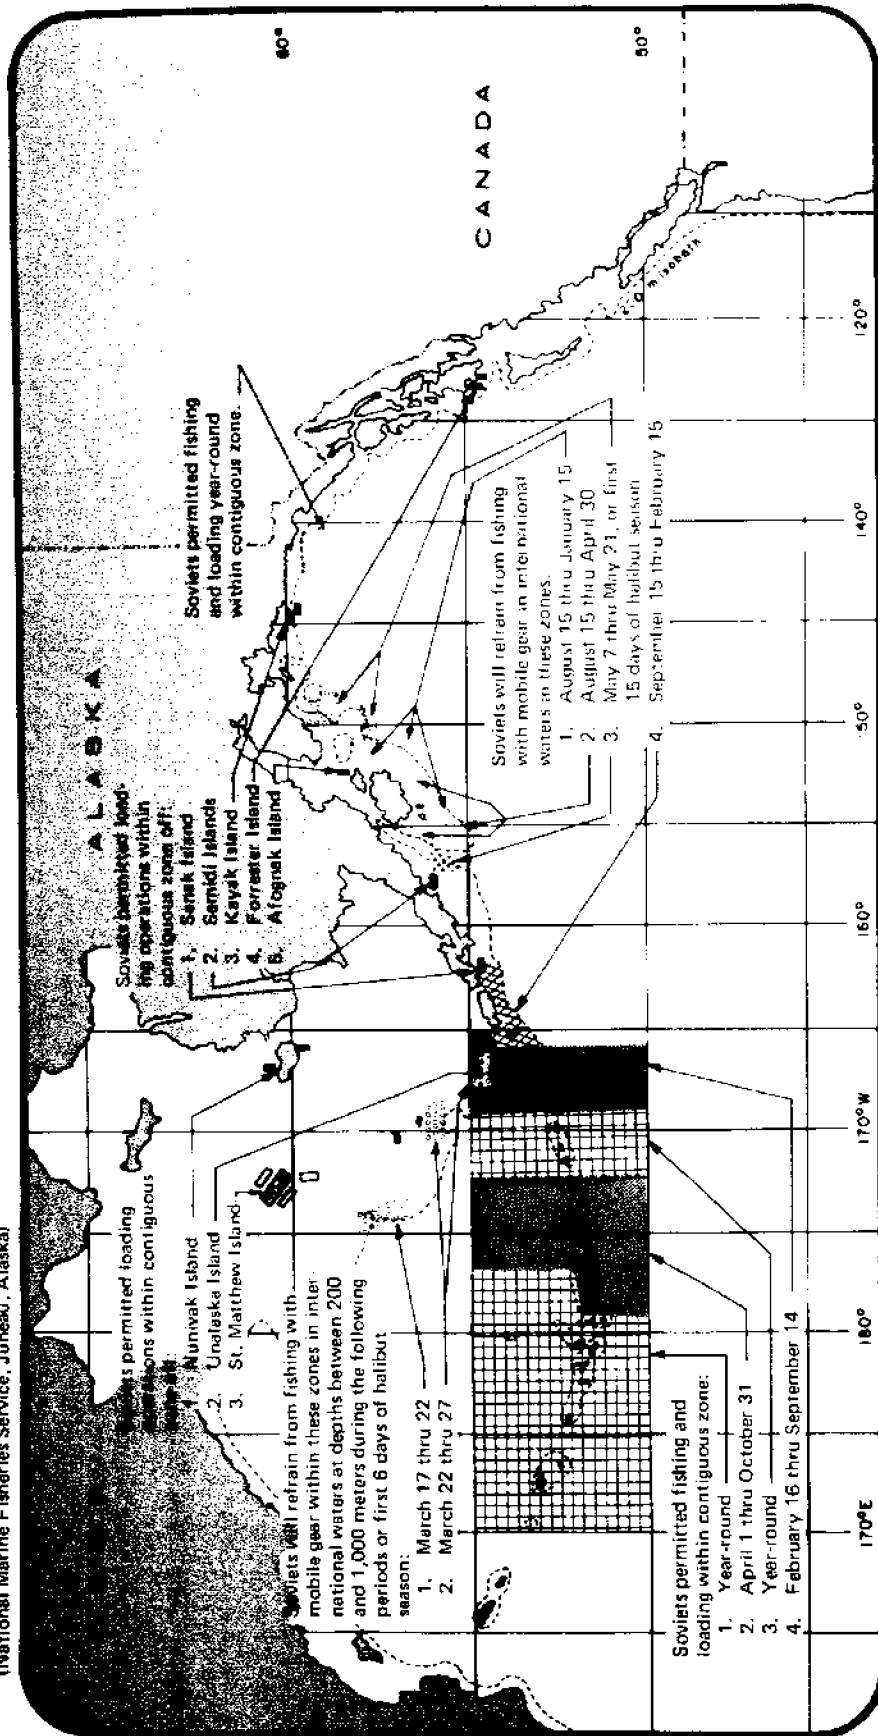 (National Marine Fisheries Service, Juneau, Alaska)
ALASKA
CANADA
60°
50°
Soviets permitted load-
ing operations within
contiguous zone off:
1. Sanak Island
2. Semidi Islands
3. Kayak Island
4. Forrester Island
5. Afognak Island
Soviets permitted fishing
and loading year-round
within contiguous zone.
permitted loading
operations within contiguous
zone off:
Nunivak Island
2. Unalaska Island
3. St. Matthew Island
Soviets will refrain from fishing with
mobile gear within these zones in inter-
national waters at depths between 200
and 1,000 meters during the following
periods or first 6 days of halibut
season:
1. March 17 thru 22
2. March 22 thru 27
Soviets will refrain from fishing
with mobile gear in international
waters in these zones.
1. August 15 thru January 15
2. August 15 thru April 30
3. May 7 thru May 21, or first
15 days of halibut season
4. September 15 thru February 15
m isobath
Soviets permitted fishing and
loading within contiguous zone:
1. Year-round
2. April 1 thru October 31
3. Year-round
4. February 16 thru September 14
170°E
180°
170°W
160°
150°
140°
120°